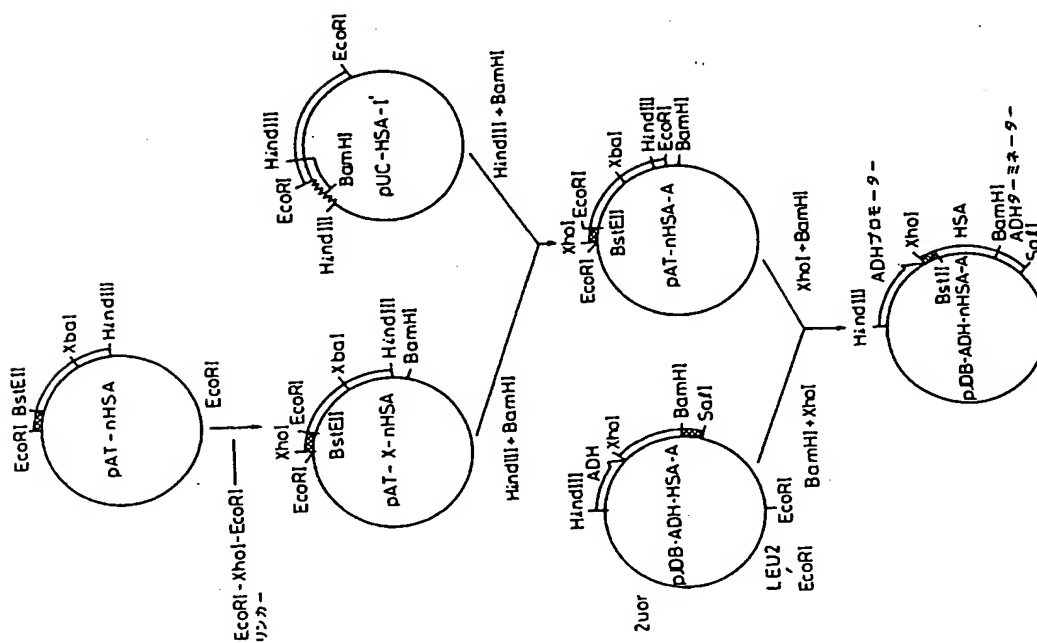 EcoRI BstEII
XbaI
HindIII
pAT-nHSA
EcoRI
EcoRI-XhoI-EcoRI
リンカー
EcoRI
XhoI
EcoRI
BstEII
XbaI
HindIII
BamHI
pAT-X-nHSA
HindIII+BamHI
EcoRI
HindIII
EcoRI
HindIII
BamHI
pUC-HSA-I'
HindIII+BamHI
EcoRI
XhoI
EcoRI
BstEII
XbaI
HindIII
EcoRI
BamHI
pAT-nHSA-A
XhoI+BamHI
HindIII
ADH
XhoI
BamHI
SalI
pJDB-ADH-HSA-A
2uor
LEU2
EcoRI
EcoRI
BamHI+XhoI
HindIII
ADHプロモーター
XhoI
BstII
HSA
BamHI
ADHターミネーター
SalI
pJDB-ADH-nHSA-A